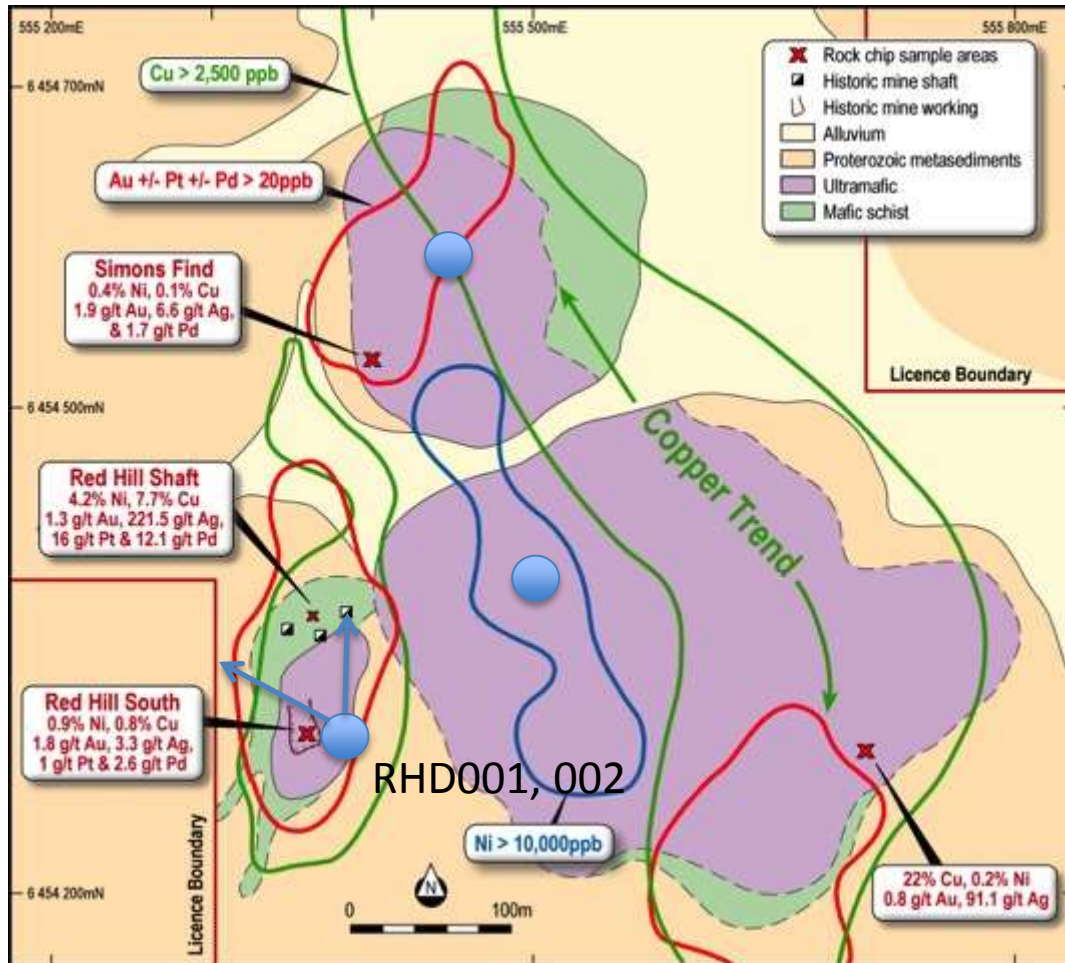 555 200mE
555 500mE
555 800mE
6 454 700mN
6 454 500mN
6 454 200mN
Cu > 2,500 ppb
Au +/- Pt +/- Pd > 20ppb
Simons Find
0.4% Ni, 0.1% Cu
1.9 g/t Au, 6.6 g/t Ag,
& 1.7 g/t Pd
Rock chip sample areas
Historic mine shaft
Historic mine working
Alluvium
Proterozoic metasediments
Ultramafic
Mafic schist
Licence Boundary
Copper Trend
Red Hill Shaft
4.2% Ni, 7.7% Cu
1.3 g/t Au, 221.5 g/t Ag,
16 g/t Pt & 12.1 g/t Pd
Red Hill South
0.9% Ni, 0.8% Cu
1.8 g/t Au, 3.3 g/t Ag,
1 g/t Pt & 2.6 g/t Pd
RHD001, 002
Ni > 10,000ppb
22% Cu, 0.2% Ni
0.8 g/t Au, 91.1 g/t Ag
Licence Boundary
N
0
100m